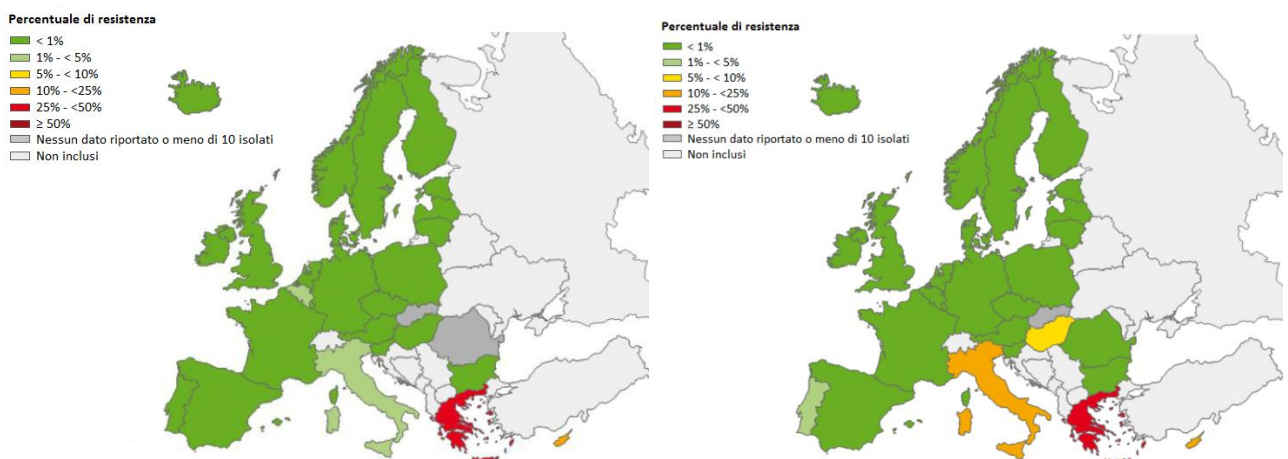 Percentuale di resistenza
< 1%
1% - < 5%
5% - < 10%
10% - <25%
25% - <50%
≥ 50%
Nessun dato riportato o meno di 10 isolati
Non inclusi
Percentuale di resistenza
< 1%
1% - < 5%
5% - < 10%
10% - <25%
25% - <50%
≥ 50%
Nessun dato riportato o meno di 10 isolati
Non inclusi